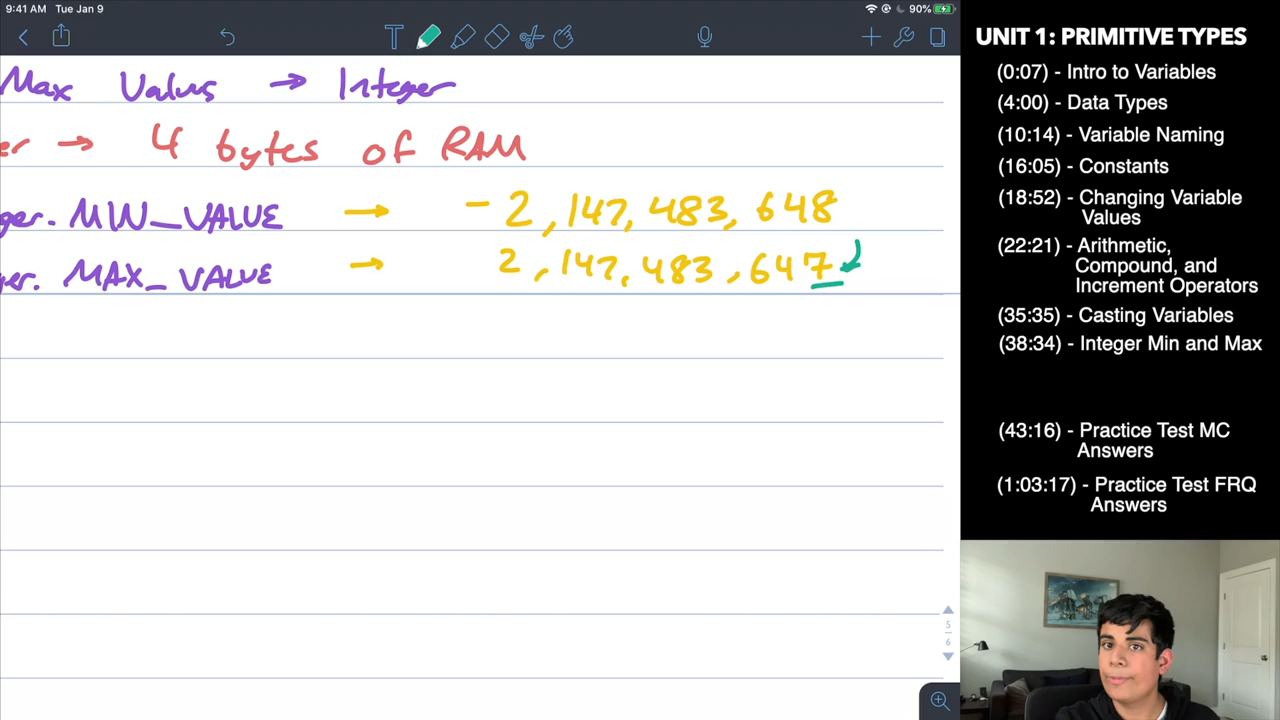 9:41 AM Tue Jan 9
90%
Max Values → Integer
er → 4 bytes of RAM
ger. MIN_VALUE → - 2,147,483,648
ger. MAX_VALUE → 2,147,483,647
5
6
UNIT 1: PRIMITIVE TYPES
(0:07) - Intro to Variables
(4:00) - Data Types
(10:14) - Variable Naming
(16:05) - Constants
(18:52) - Changing Variable
Values
(22:21) - Arithmetic,
Compound, and
Increment Operators
(35:35) - Casting Variables
(38:34) - Integer Min and Max
(43:16) - Practice Test MC
Answers
(1:03:17) - Practice Test FRQ
Answers